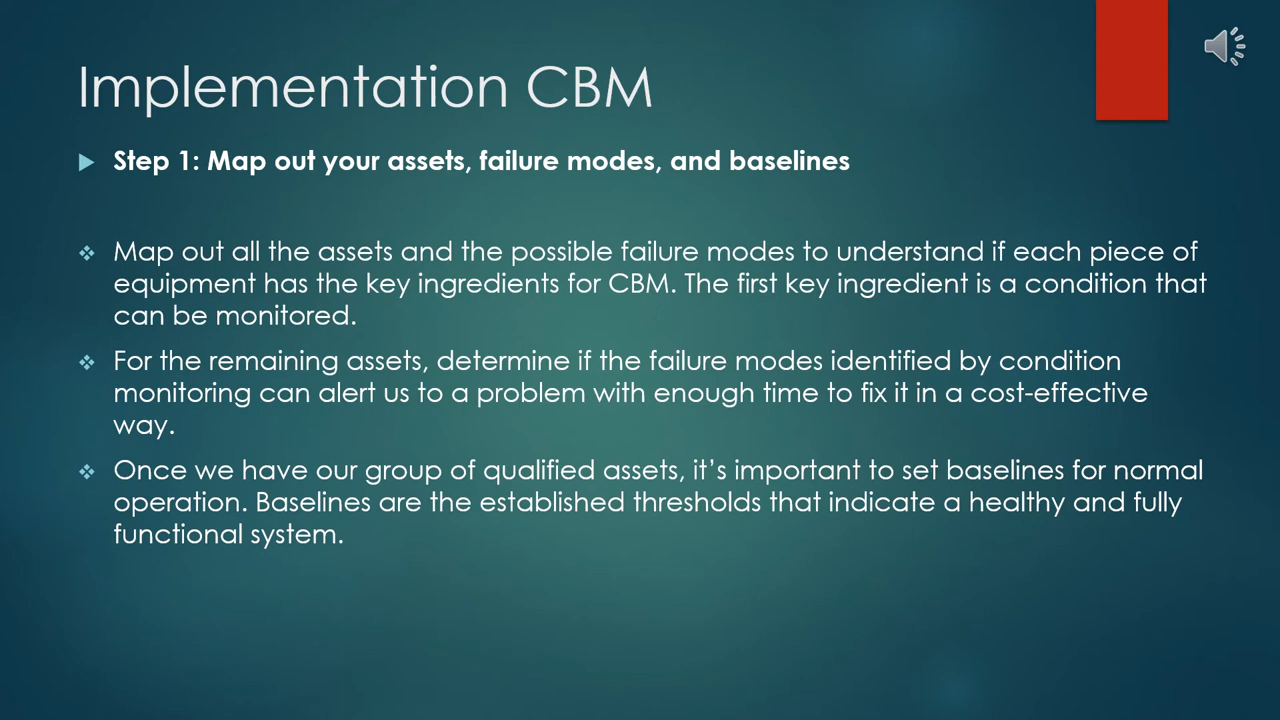 Implementation CBM
Step 1: Map out your assets, failure modes, and baselines
Map out all the assets and the possible failure modes to understand if each piece of
equipment has the key ingredients for CBM. The first key ingredient is a condition that
can be monitored.
For the remaining assets, determine if the failure modes identified by condition
monitoring can alert us to a problem with enough time to fix it in a cost-effective
way.
Once we have our group of qualified assets, it’s important to set baselines for normal
operation. Baselines are the established thresholds that indicate a healthy and fully
functional system.